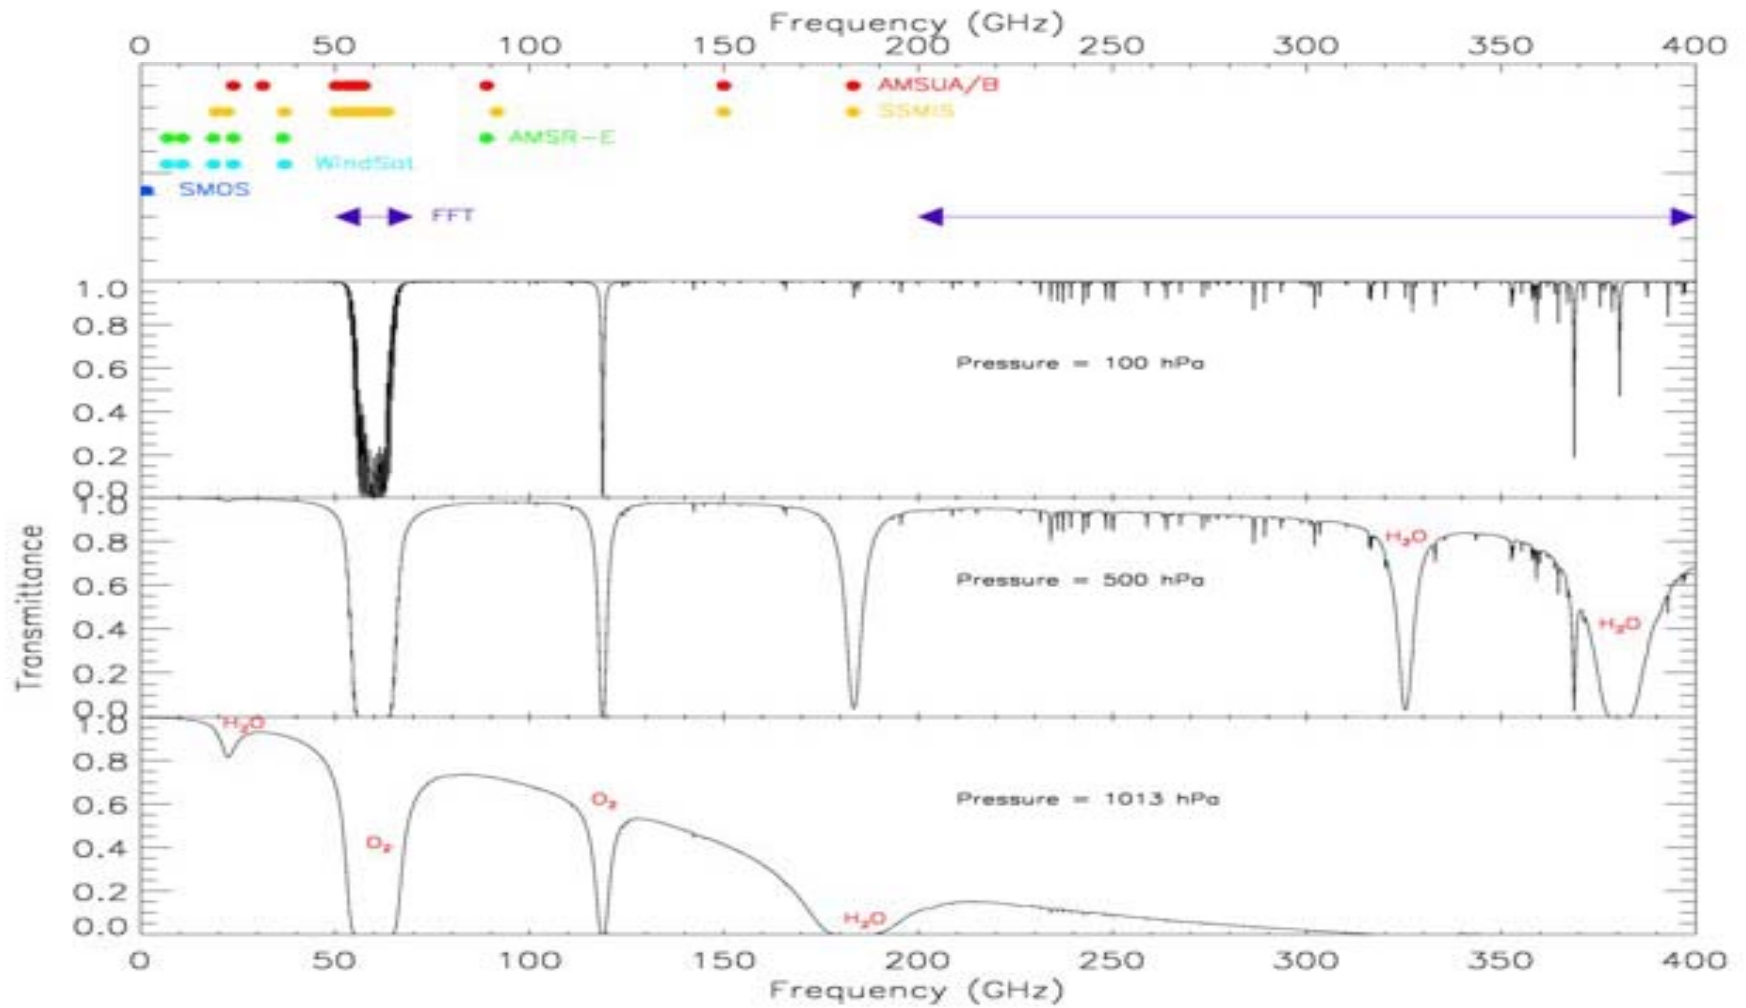 Frequency (GHz)
0 50 100 150 200 250 300 350 400
AMSUA/B
SSMIS
AMSR-E
WindSat
SMOS
FFT
1.0
0.8
0.6
0.4
0.2
0.0
Pressure = 100 hPa
1.0
0.8
0.6
0.4
0.2
0.0
H₂O
Pressure = 500 hPa
H₂O
Transmittance
1.0
0.8
0.6
0.4
0.2
0.0
H₂O
O₂
Pressure = 1013 hPa
O₂
H₂O
0 50 100 150 200 250 300 350 400
Frequency (GHz)